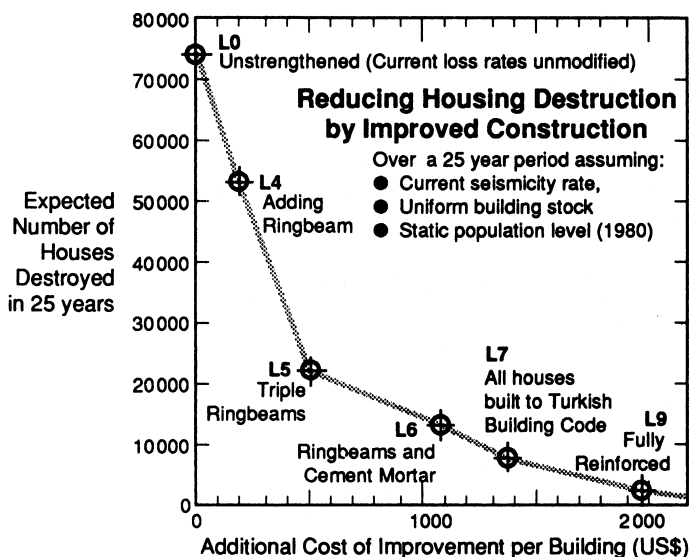 80000
70000
60000
50000
40000
30000
20000
10000
0
Expected
Number of
Houses
Destroyed
in 25 years
L0
Unstrengthened (Current loss rates unmodified)
Reducing Housing Destruction
by Improved Construction
Over a 25 year period assuming:
● Current seismicity rate,
● Uniform building stock
● Static population level (1980)
L4
Adding
Ringbeam
L5
Triple
Ringbeams
L6
Ringbeams and
Cement Mortar
L7
All houses
built to Turkish
Building Code
L9
Fully
Reinforced
0
1000
2000
Additional Cost of Improvement per Building (US$)